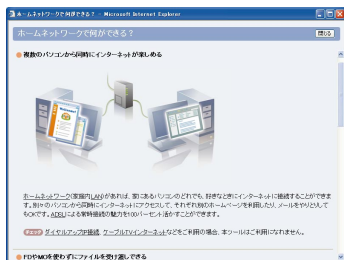 ホームネットワークで何ができる? - Microsoft Internet Explorer
ホームネットワークで何ができる?
閉じる
複数のパソコンから同時にインターネットが楽しめる
ホームネットワーク(家庭内LAN)があれば、家にあるパソコンのどれでも、好きなときにインターネットに接続することができま
す。別々のパソコンから同時にインターネットにアクセスして、それぞれ別のホームページを利用したり、メールをやりとりして
もOKです。ADSLによる常時接続の魅力を100パーセント活かすことができます。
ダイヤルアップIP接続、ケーブルTVインターネットなどをご利用の場合、本ツールはご利用になれません。
FDやMOを使わずにファイルを受け渡しできる